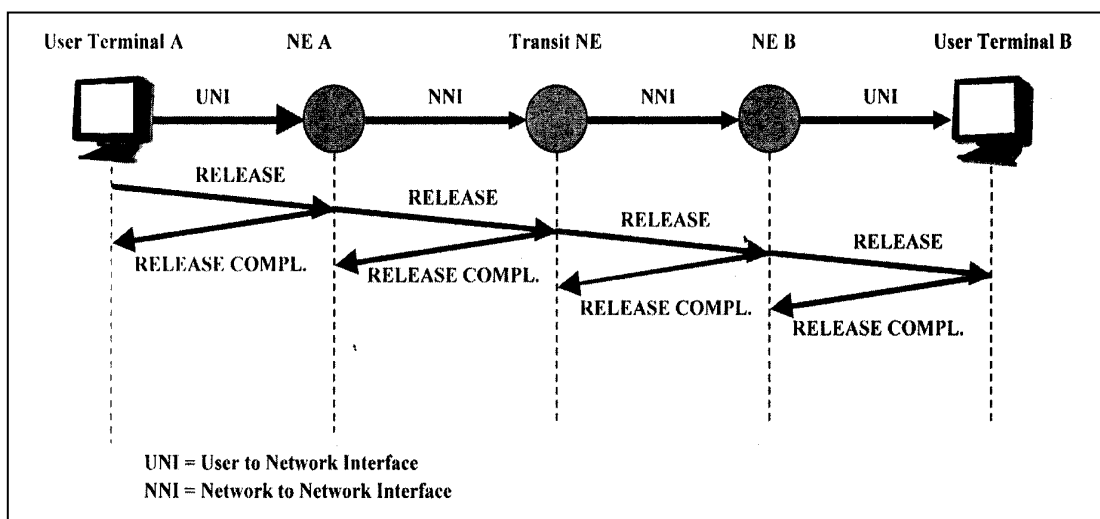 User Terminal A NE A Transit NE NE B User Terminal B
UNI NNI NNI UNI
RELEASE
RELEASE
RELEASE
RELEASE
RELEASE COMPL.
RELEASE COMPL.
RELEASE COMPL.
RELEASE COMPL.
UNI = User to Network Interface
NNI = Network to Network Interface